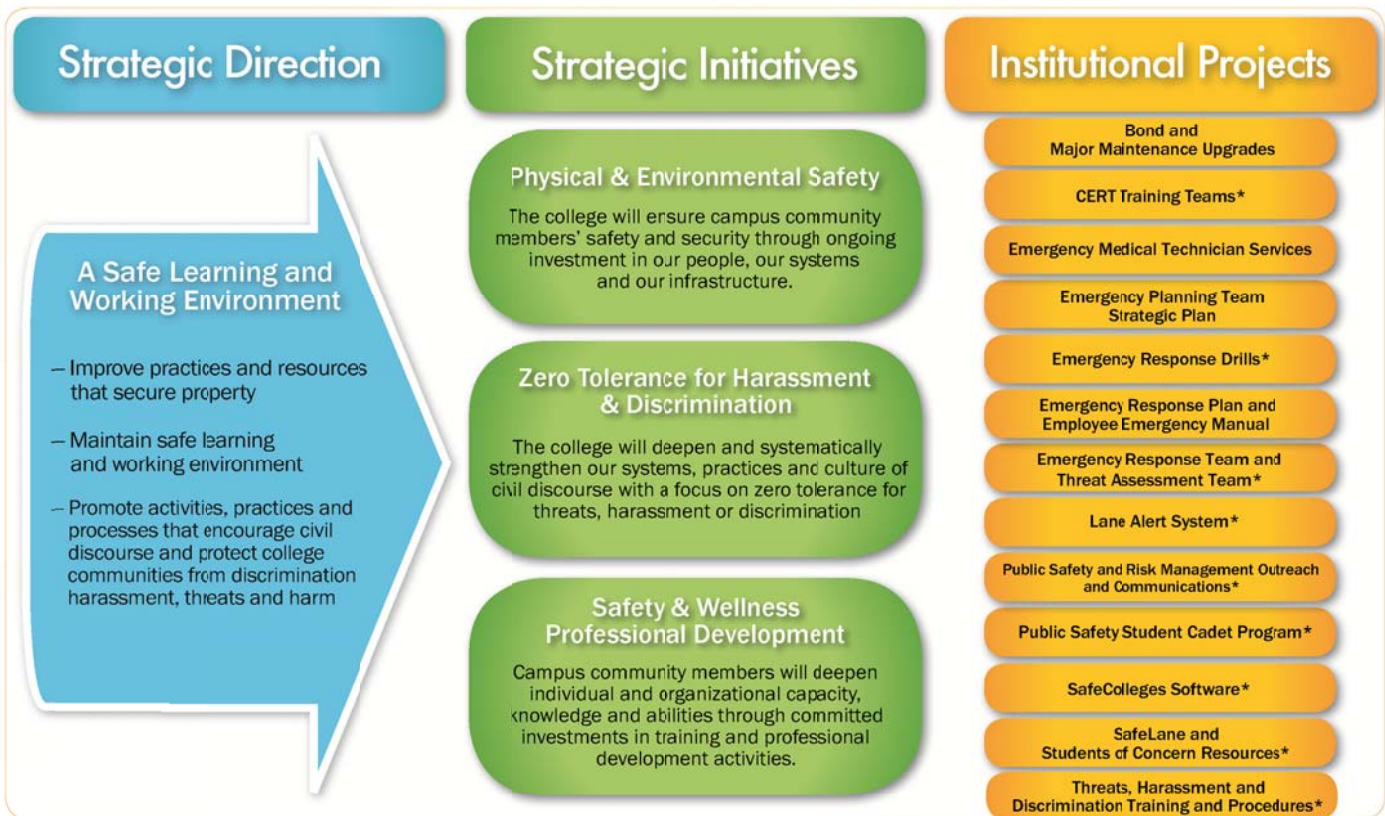 Strategic Direction
A Safe Learning and
Working Environment
– Improve practices and resources
that secure property
– Maintain safe learning
and working environment
– Promote activities, practices and
processes that encourage civil
discourse and protect college
communities from discrimination
harassment, threats and harm
Strategic Initiatives
Physical & Environmental Safety
The college will ensure campus community
members’ safety and security through ongoing
investment in our people, our systems
and our infrastructure.
Zero Tolerance for Harassment
& Discrimination
The college will deepen and systematically
strengthen our systems, practices and culture of
civil discourse with a focus on zero tolerance for
threats, harassment or discrimination
Safety & Wellness
Professional Development
Campus community members will deepen
individual and organizational capacity,
knowledge and abilities through committed
investments in training and professional
development activities.
Institutional Projects
Bond and
Major Maintenance Upgrades
CERT Training Teams*
Emergency Medical Technician Services
Emergency Planning Team
Strategic Plan
Emergency Response Drills*
Emergency Response Plan and
Employee Emergency Manual
Emergency Response Team and
Threat Assessment Team*
Lane Alert System*
Public Safety and Risk Management Outreach
and Communications*
Public Safety Student Cadet Program*
SafeColleges Software*
SafeLane and
Students of Concern Resources*
Threats, Harassment and
Discrimination Training and Procedures*